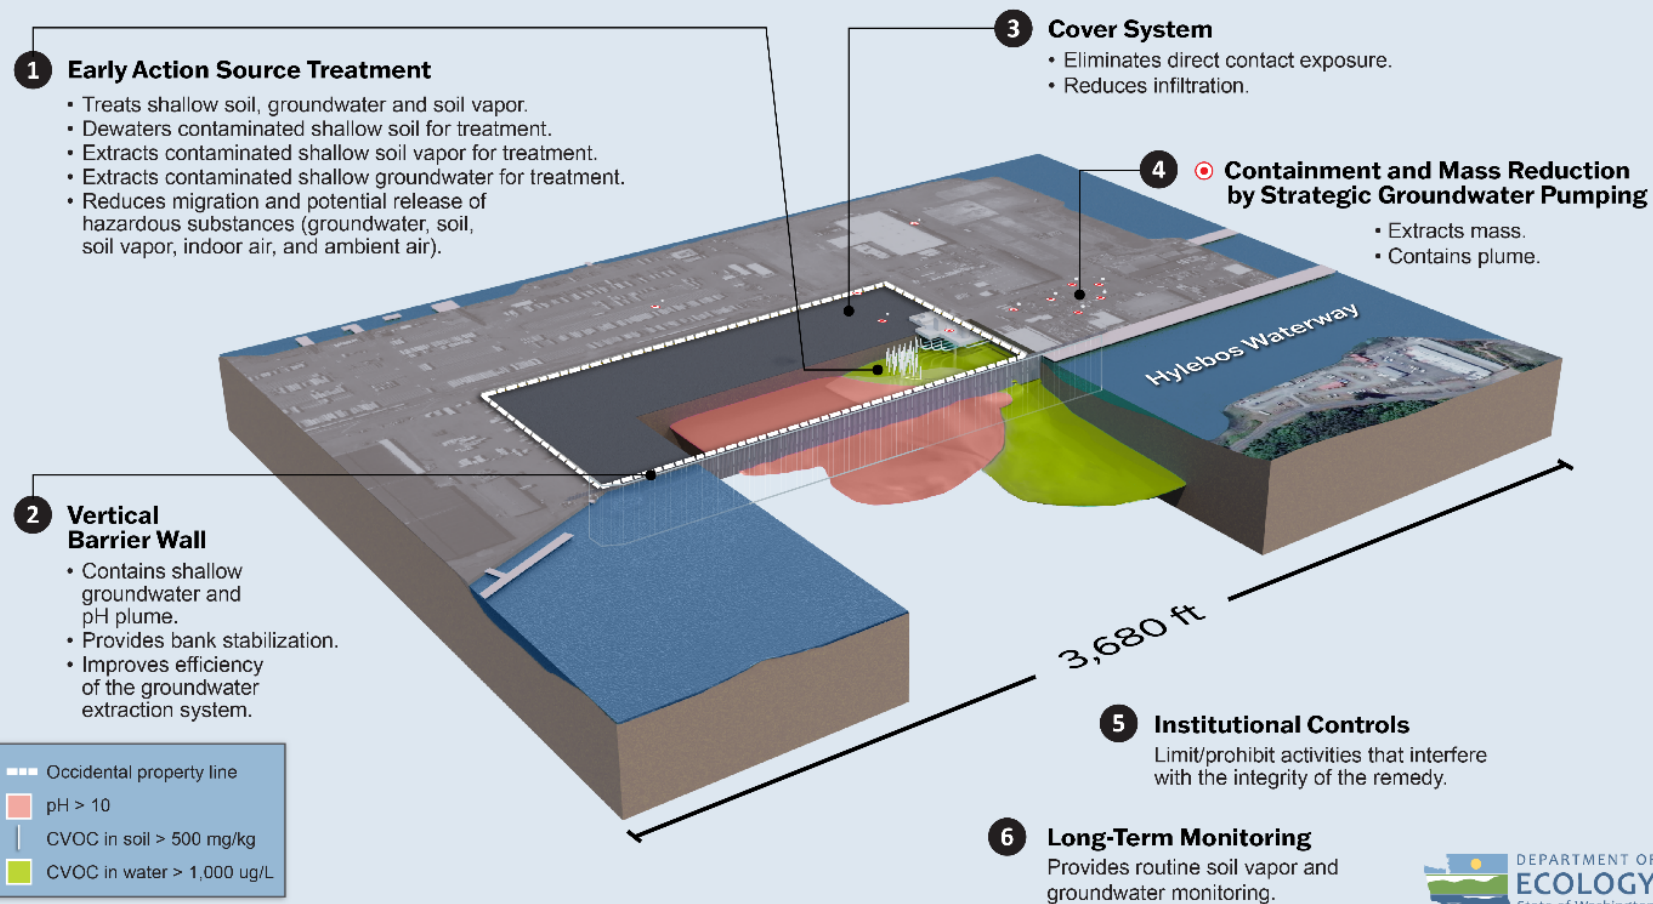 1 Early Action Source Treatment
• Treats shallow soil, groundwater and soil vapor.
• Dewaters contaminated shallow soil for treatment.
• Extracts contaminated shallow soil vapor for treatment.
• Extracts contaminated shallow groundwater for treatment.
• Reduces migration and potential release of
hazardous substances (groundwater, soil,
soil vapor, indoor air, and ambient air).
3 Cover System
• Eliminates direct contact exposure.
• Reduces infiltration.
4 Containment and Mass Reduction
by Strategic Groundwater Pumping
• Extracts mass.
• Contains plume.
Hylebos Waterway
2 Vertical
Barrier Wall
• Contains shallow
groundwater and
pH plume.
• Provides bank stabilization.
• Improves efficiency
of the groundwater
extraction system.
3,680 ft
Occidental property line
pH > 10
CVOC in soil > 500 mg/kg
CVOC in water > 1,000 ug/L
5 Institutional Controls
Limit/prohibit activities that interfere
with the integrity of the remedy.
6 Long-Term Monitoring
Provides routine soil vapor and
groundwater monitoring.
DEPARTMENT OF
ECOLOGY
State of Washington